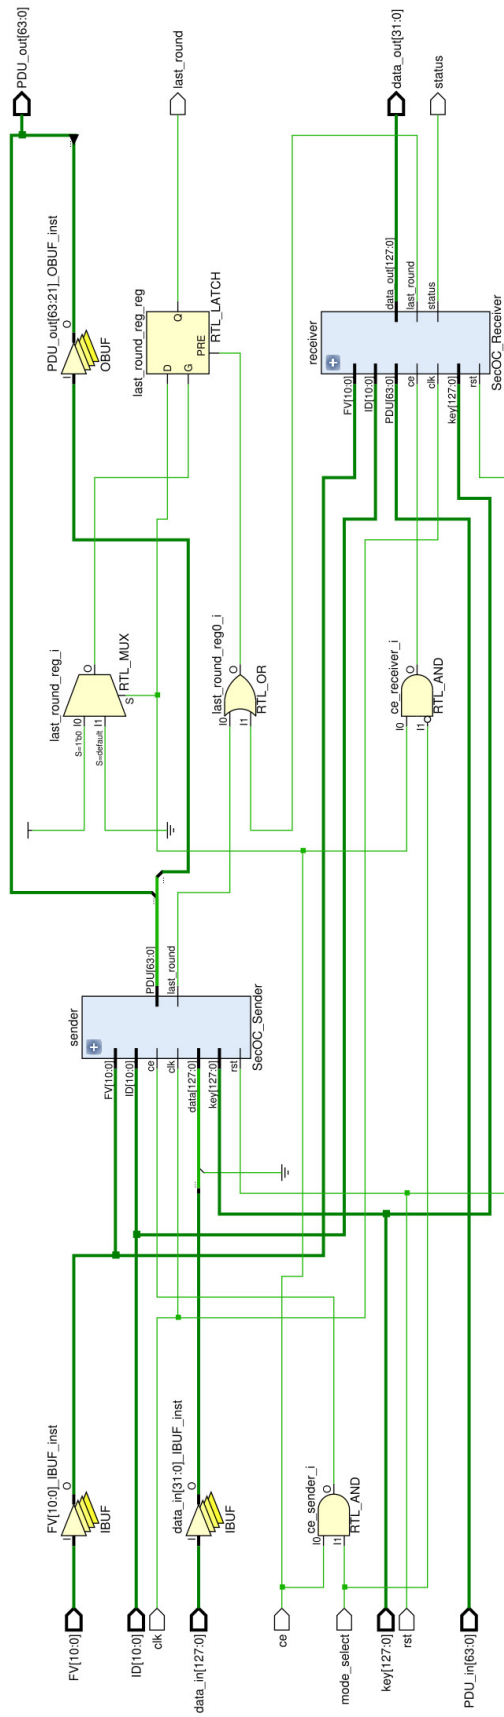 FV[10:0]
ID[10:0]
clk
data_in[127:0]
ce
mode_select
key[127:0]
rst
PDU_in[63:0]
FV[10:0]_IBUF_inst
I
O
IBUF
data_in[31:0]_IBUF_inst
I
O
IBUF
ce_sender_i
I0
I1
O
RTL_AND
sender
FV[10:0]
ID[10:0]
ce
clk
data[127:0]
key[127:0]
rst
PDU[63:0]
last_round
SecOC_Sender
last_round_reg_i
S=1'b0 I0
S=default I1
O
S
RTL_MUX
last_round_reg0_i
I0
I1
O
RTL_OR
ce_receiver_i
I0
I1
O
RTL_AND
PDU_out[63:21]_OBUF_inst
I
O
OBUF
last_round_reg_reg
D
G
PRE
Q
RTL_LATCH
receiver
FV[10:0]
ID[10:0]
PDU[63:0]
ce
clk
key[127:0]
rst
data_out[127:0]
last_round
status
SecOC_Receiver
PDU_out[63:0]
last_round
data_out[31:0]
status